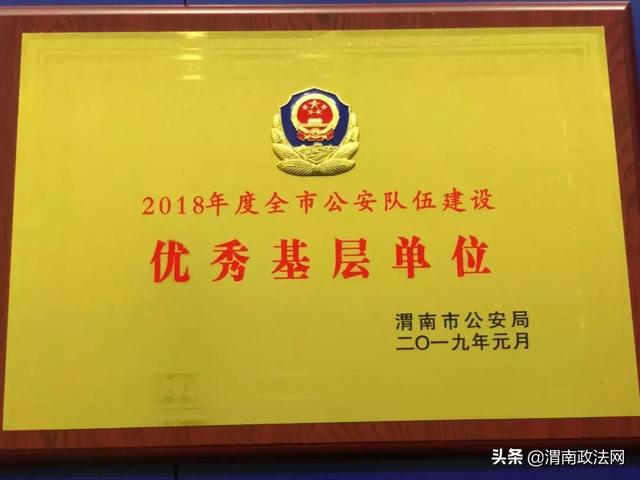 2018年度全市公安队伍建设
优秀基层单位
渭南市公安局
二〇一九年元月
头条@渭南政法网